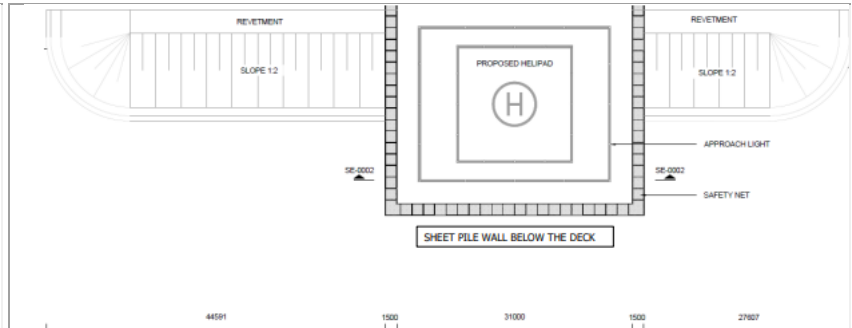 REVETMENT
REVETMENT
PROPOSED HELIPAD
SLOPE 1:2
SLOPE 1:2
H
APPROACH LIGHT
SE-0002
SE-0002
SAFETY NET
SHEET PILE WALL BELOW THE DECK
44591
1500
31000
1500
27607